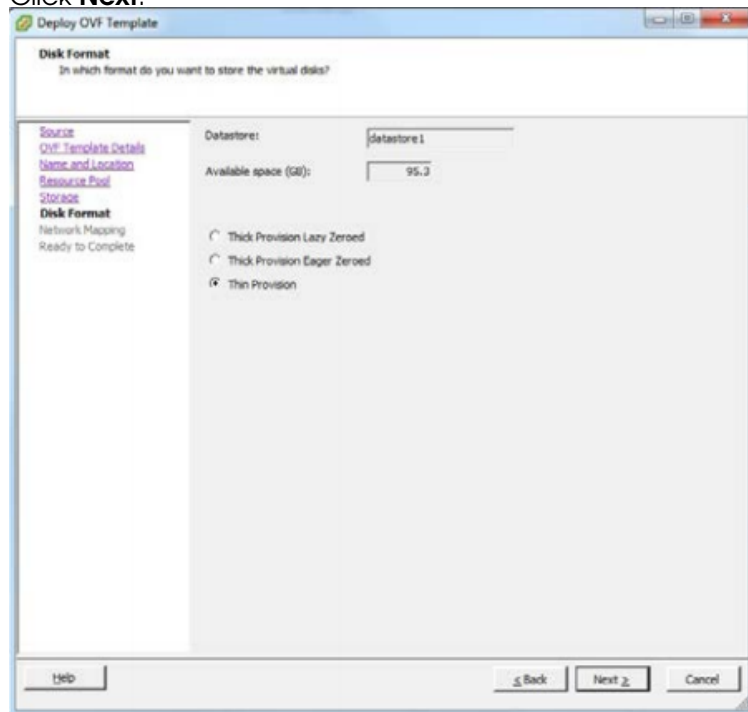 Click Next.
Deploy OVF Template
Disk Format
In which format do you want to store the virtual disks?
Source
OVF Template Details
Name and Location
Resource Pool
Storage
Disk Format
Network Mapping
Ready to Complete
Datastore:
datastore1
Available space (GB):
95.3
Thick Provision Lazy Zeroed
Thick Provision Eager Zeroed
Thin Provision
Help
≤ Back
Next ≥
Cancel